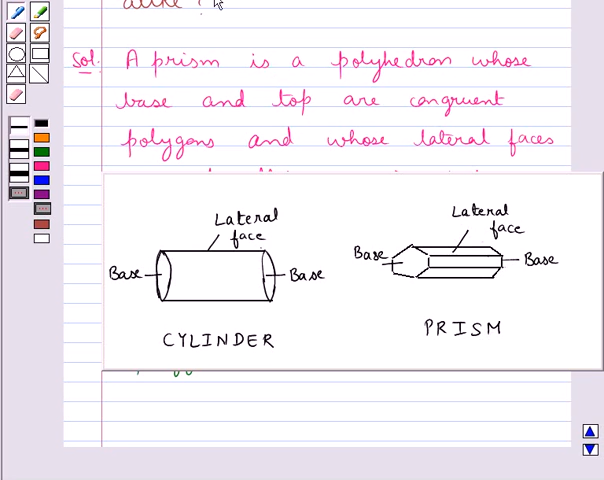 alike ?
Sol. A prism is a polyhedron whose
base and top are congruent
polygons and whose lateral faces
Lateral face
Base
Base
CYLINDER
Lateral face
Base
Base
PRISM